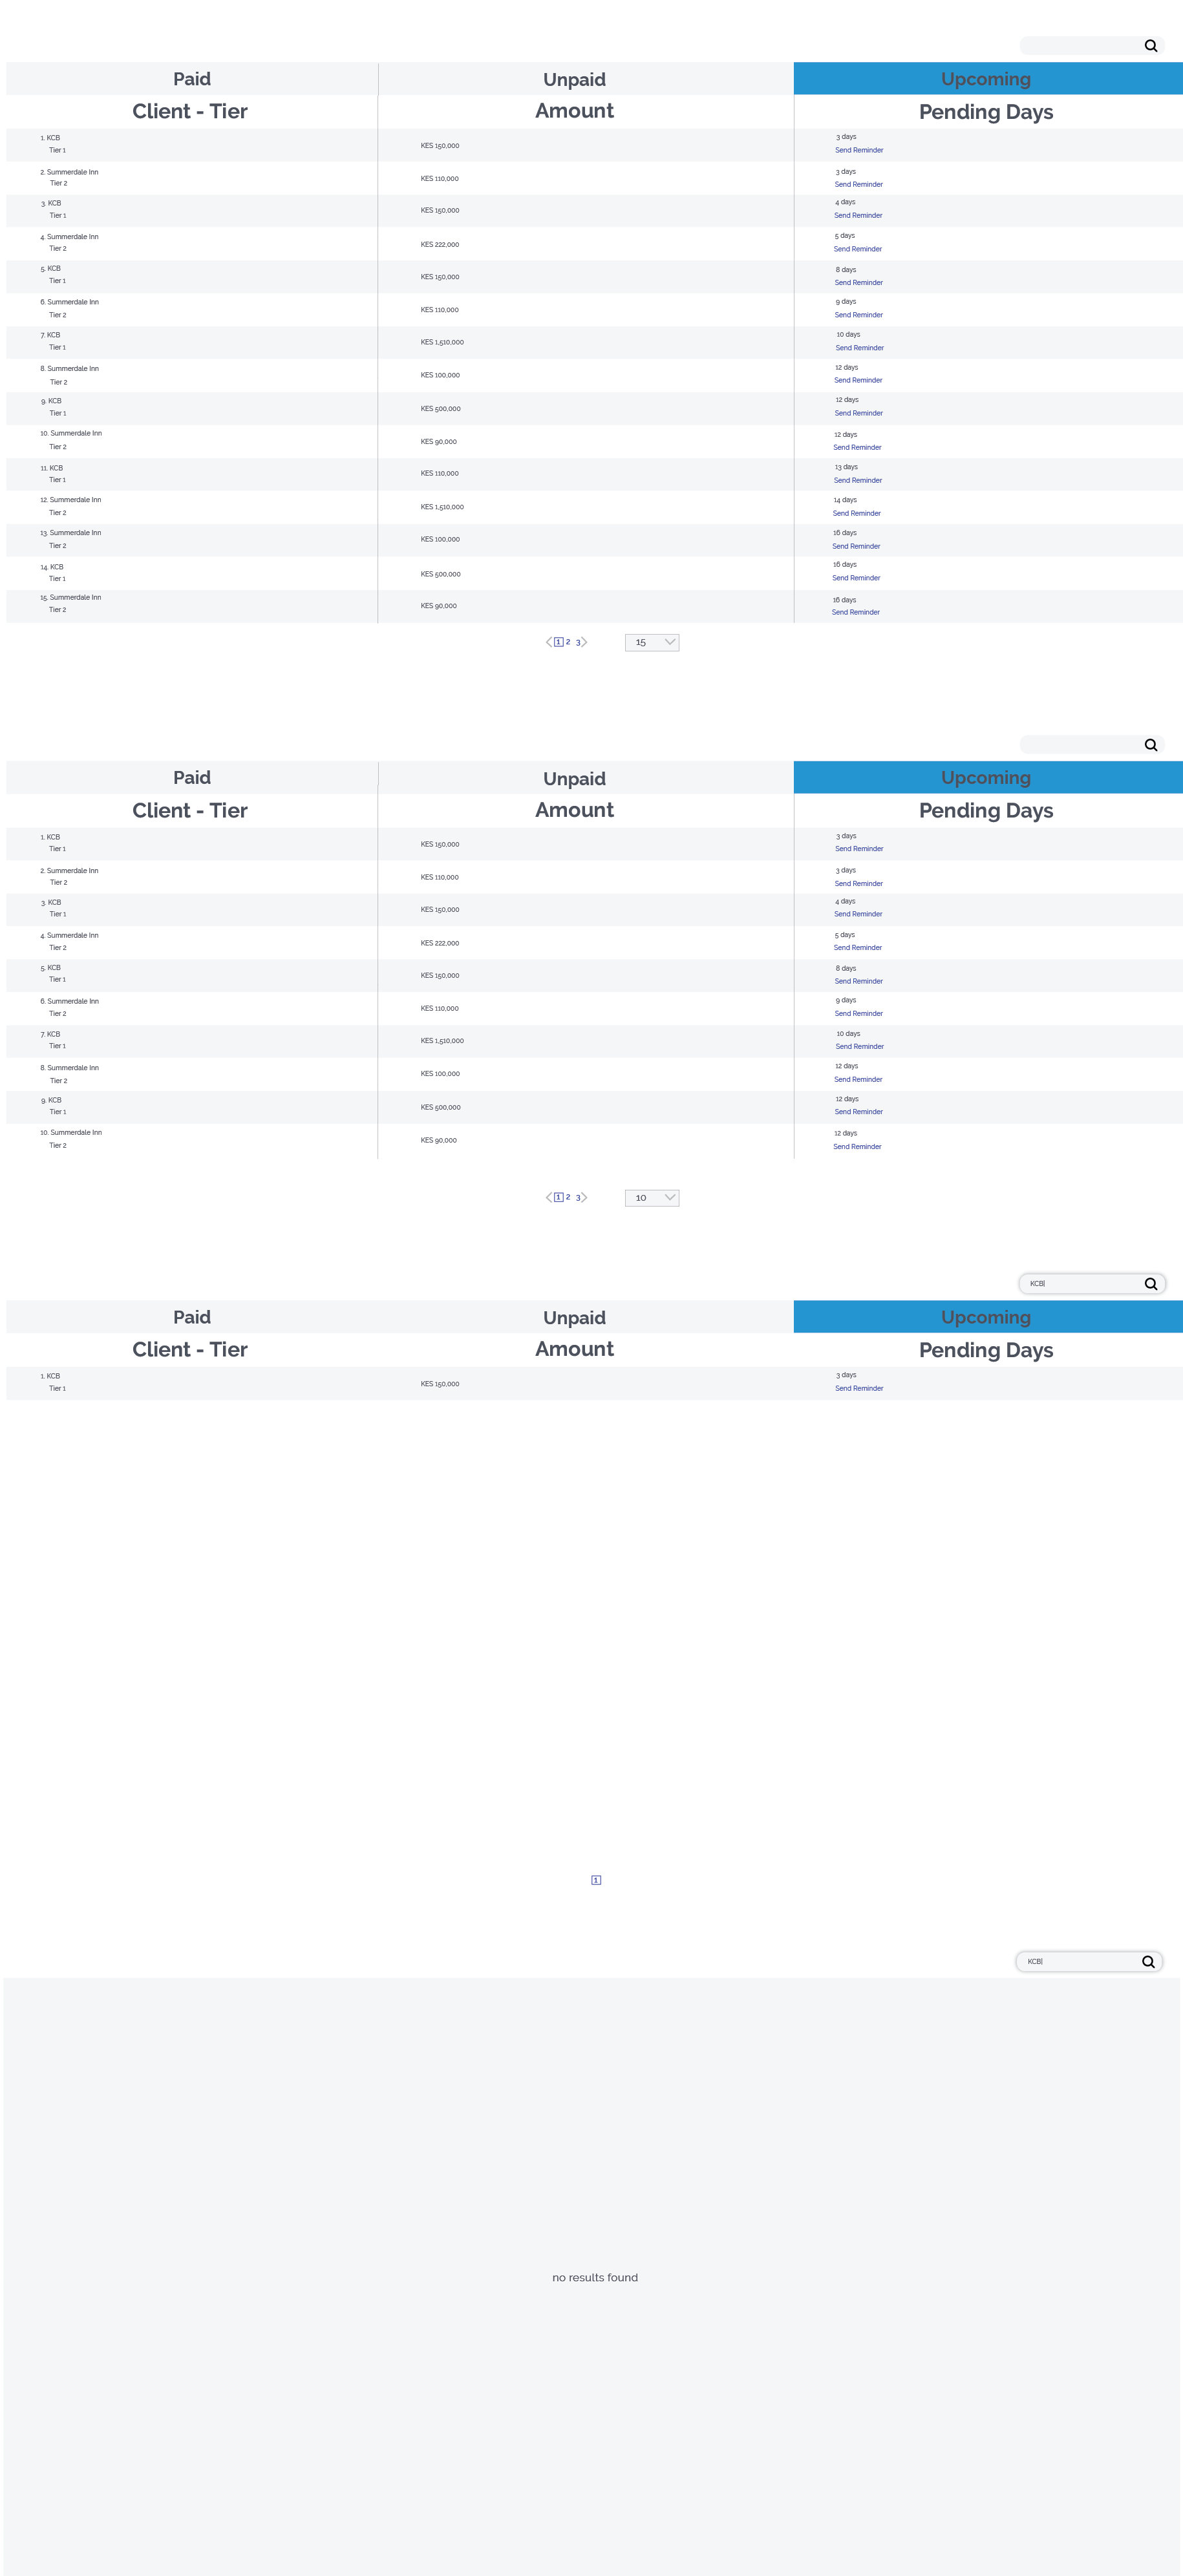 Paid Unpaid Upcoming
Client - Tier Amount Pending Days
1. KCB 3 days
KES 150,000
Tier 1 Send Reminder
2. Summerdale Inn 3 days
KES 110,000
Tier 2 Send Reminder
3. KCB 4 days
KES 150,000
Tier 1 Send Reminder
4. Summerdale Inn 5 days
KES 222,000
Tier 2 Send Reminder
5. KCB 8 days
KES 150,000
Tier 1 Send Reminder
6. Summerdale Inn 9 days
KES 110,000
Tier 2 Send Reminder
7. KCB 10 days
KES 1,510,000
Tier 1 Send Reminder
8. Summerdale Inn 12 days
KES 100,000
Tier 2 Send Reminder
9. KCB 12 days
KES 500,000
Tier 1 Send Reminder
10. Summerdale Inn 12 days
KES 90,000
Tier 2 Send Reminder
11. KCB 13 days
KES 110,000
Tier 1 Send Reminder
12. Summerdale Inn 14 days
KES 1,510,000
Tier 2 Send Reminder
13. Summerdale Inn 16 days
KES 100,000
Tier 2 Send Reminder
14. KCB 16 days
KES 500,000
Tier 1 Send Reminder
15. Summerdale Inn 16 days
KES 90,000
Tier 2 Send Reminder
1 2 3 15
Paid Unpaid Upcoming
Client - Tier Amount Pending Days
1. KCB 3 days
KES 150,000
Tier 1 Send Reminder
2. Summerdale Inn 3 days
KES 110,000
Tier 2 Send Reminder
3. KCB 4 days
KES 150,000
Tier 1 Send Reminder
4. Summerdale Inn 5 days
KES 222,000
Tier 2 Send Reminder
5. KCB 8 days
KES 150,000
Tier 1 Send Reminder
6. Summerdale Inn 9 days
KES 110,000
Tier 2 Send Reminder
7. KCB 10 days
KES 1,510,000
Tier 1 Send Reminder
8. Summerdale Inn 12 days
KES 100,000
Tier 2 Send Reminder
9. KCB 12 days
KES 500,000
Tier 1 Send Reminder
10. Summerdale Inn 12 days
KES 90,000
Tier 2 Send Reminder
1 2 3 10
KCB|
Paid Unpaid Upcoming
Client - Tier Amount Pending Days
1. KCB 3 days
KES 150,000
Tier 1 Send Reminder
1
KCB|
no results found